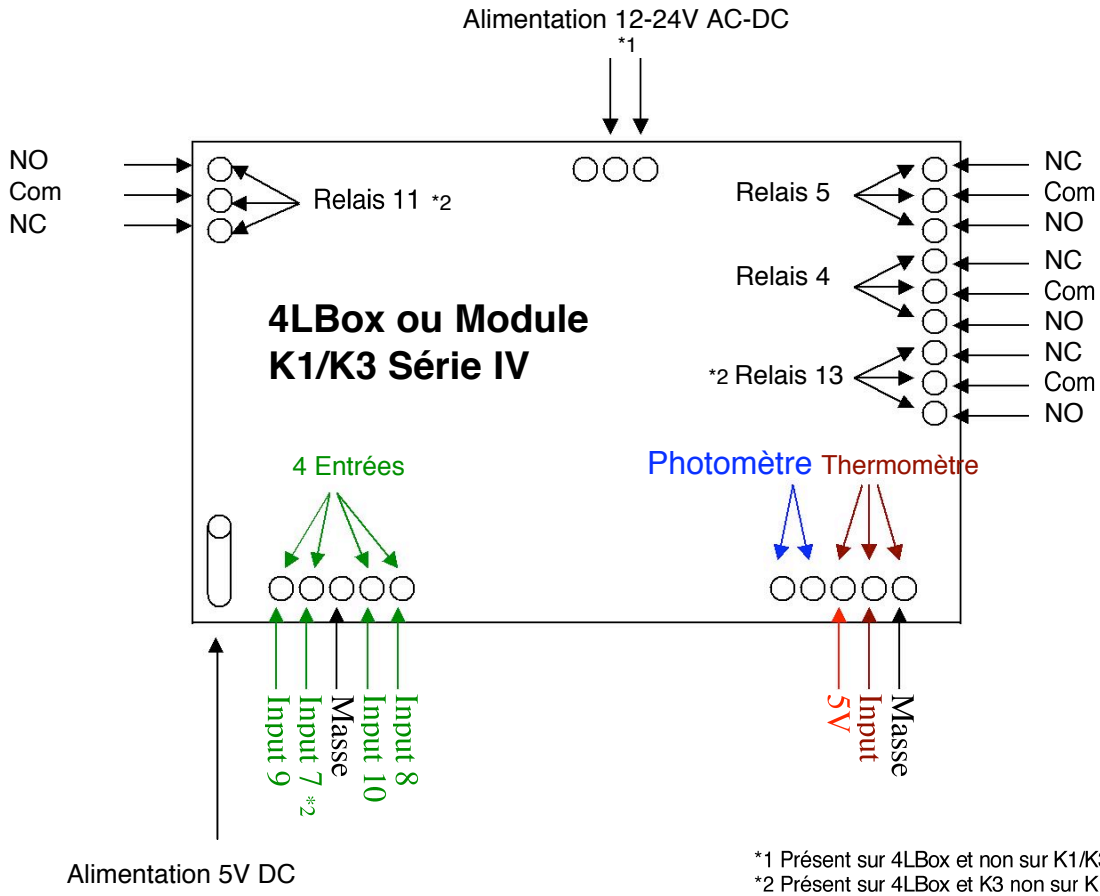 Alimentation 12-24V AC-DC
*1
NO
Com
NC
Relais 11 *2
Relais 5
NC
Com
NO
Relais 4
NC
Com
NO
*2 Relais 13
NC
Com
NO
4LBox ou Module
K1/K3 Série IV
4 Entrées
Photomètre Thermomètre
Input 9
Input 7 *2
Masse
Input 10
Input 8
5V
Input
Masse
Alimentation 5V DC
*1 Présent sur 4LBox et non sur K1/K3
*2 Présent sur 4LBox et K3 non sur K